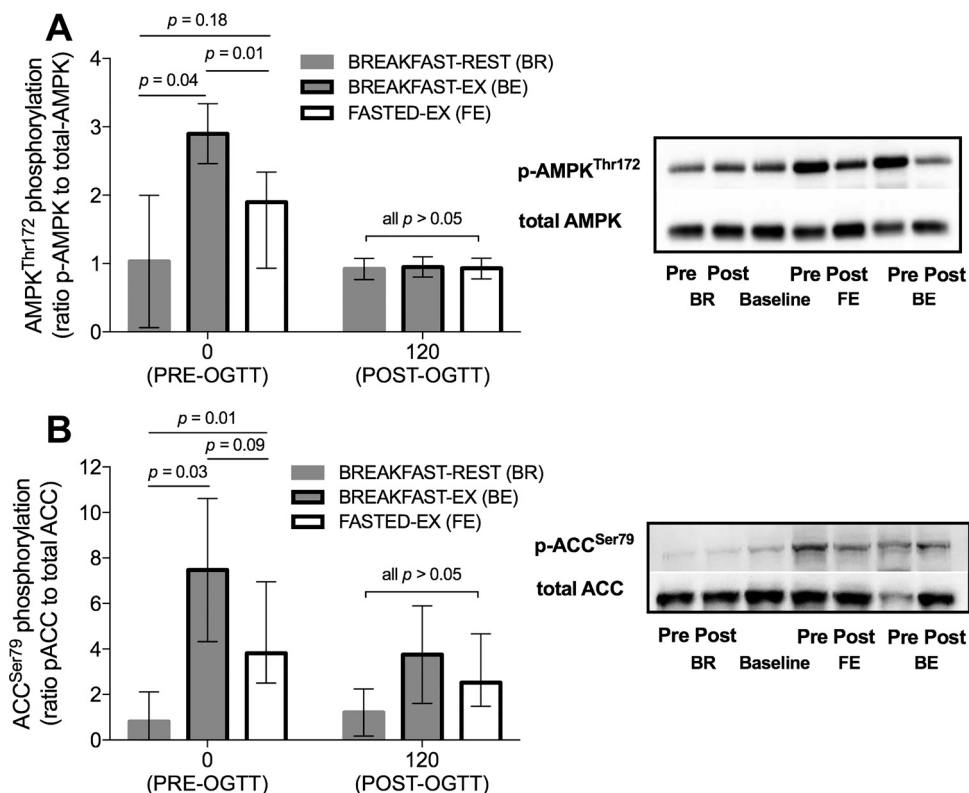 A
p = 0.18
p = 0.01
p = 0.04
AMPKThr172 phosphorylation
(ratio p-AMPK to total-AMPK)
4
3
2
1
0
BREAKFAST-REST (BR)
BREAKFAST-EX (BE)
FASTED-EX (FE)
all p > 0.05
0
(PRE-OGTT)
120
(POST-OGTT)
p-AMPKThr172
total AMPK
Pre Post
Pre Post
Pre Post
BR
Baseline
FE
BE
B
p = 0.01
p = 0.09
p = 0.03
ACCSer79 phosphorylation
(ratio pACC to total ACC)
12
10
8
6
4
2
0
BREAKFAST-REST (BR)
BREAKFAST-EX (BE)
FASTED-EX (FE)
all p > 0.05
0
(PRE-OGTT)
120
(POST-OGTT)
p-ACCSer79
total ACC
Pre Post
Pre Post
Pre Post
BR
Baseline
FE
BE